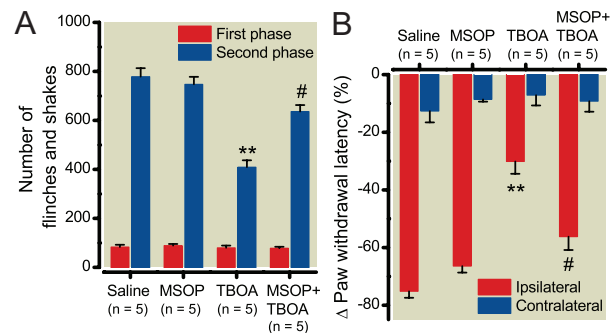 A
First phase
Second phase
Number of
flinches and shakes
1000
800
600
400
200
0
**
#
Saline
MSOP
TBOA
MSOP+
TBOA
(n = 5)
(n = 5)
(n = 5)
(n = 5)
B
Saline
MSOP
TBOA
MSOP+
TBOA
(n = 5)
(n = 5)
(n = 5)
(n = 5)
Δ Paw withdrawal latency (%)
0
-20
-40
-60
-80
**
#
Ipsilateral
Contralateral